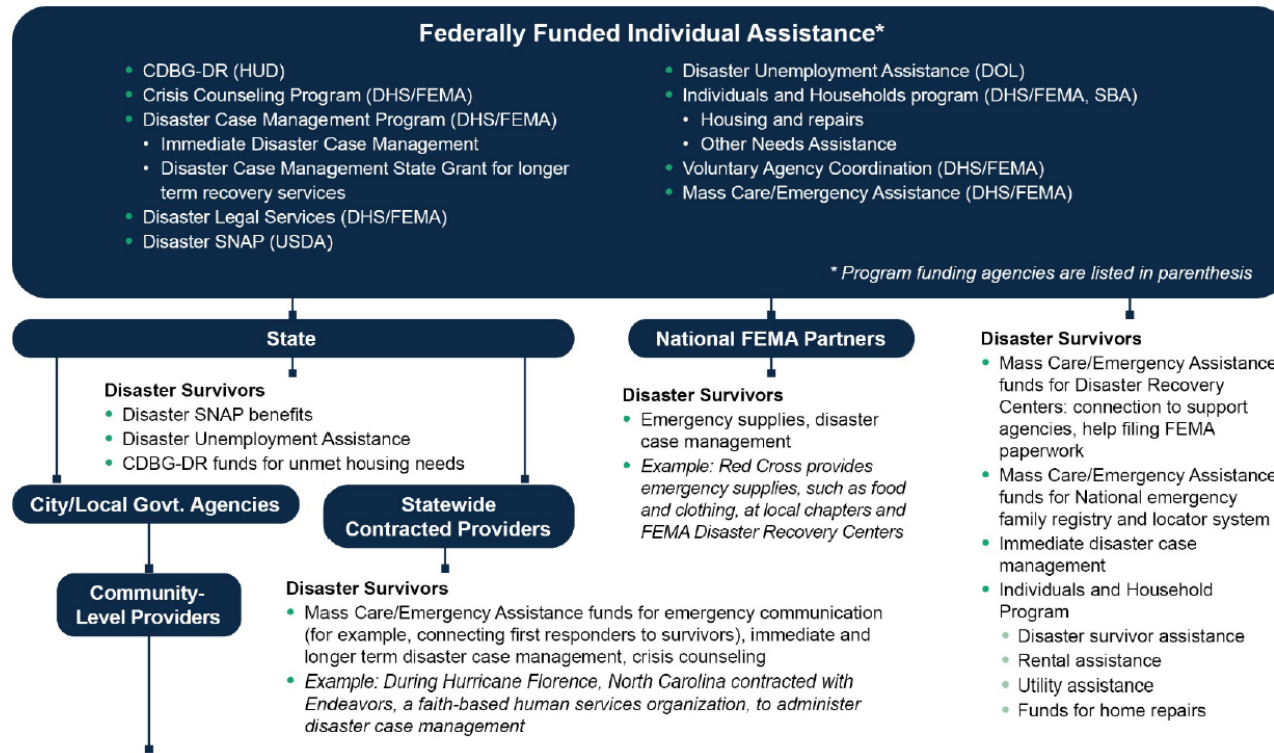 Federally Funded Individual Assistance*
• CDBG-DR (HUD)
• Crisis Counseling Program (DHS/FEMA)
• Disaster Case Management Program (DHS/FEMA)
• Immediate Disaster Case Management
• Disaster Case Management State Grant for longer
term recovery services
• Disaster Legal Services (DHS/FEMA)
• Disaster SNAP (USDA)
• Disaster Unemployment Assistance (DOL)
• Individuals and Households program (DHS/FEMA, SBA)
• Housing and repairs
• Other Needs Assistance
• Voluntary Agency Coordination (DHS/FEMA)
• Mass Care/Emergency Assistance (DHS/FEMA)
* Program funding agencies are listed in parenthesis
State
Disaster Survivors
• Disaster SNAP benefits
• Disaster Unemployment Assistance
• CDBG-DR funds for unmet housing needs
City/Local Govt. Agencies
Community-
Level Providers
Statewide
Contracted Providers
Disaster Survivors
• Mass Care/Emergency Assistance funds for emergency communication
(for example, connecting first responders to survivors), immediate and
longer term disaster case management, crisis counseling
• Example: During Hurricane Florence, North Carolina contracted with
Endeavors, a faith-based human services organization, to administer
disaster case management
National FEMA Partners
Disaster Survivors
• Emergency supplies, disaster
case management
• Example: Red Cross provides
emergency supplies, such as food
and clothing, at local chapters and
FEMA Disaster Recovery Centers
Disaster Survivors
• Mass Care/Emergency Assistance
funds for Disaster Recovery
Centers: connection to support
agencies, help filing FEMA
paperwork
• Mass Care/Emergency Assistance
funds for National emergency
family registry and locator system
• Immediate disaster case
management
• Individuals and Household
Program
• Disaster survivor assistance
• Rental assistance
• Utility assistance
• Funds for home repairs